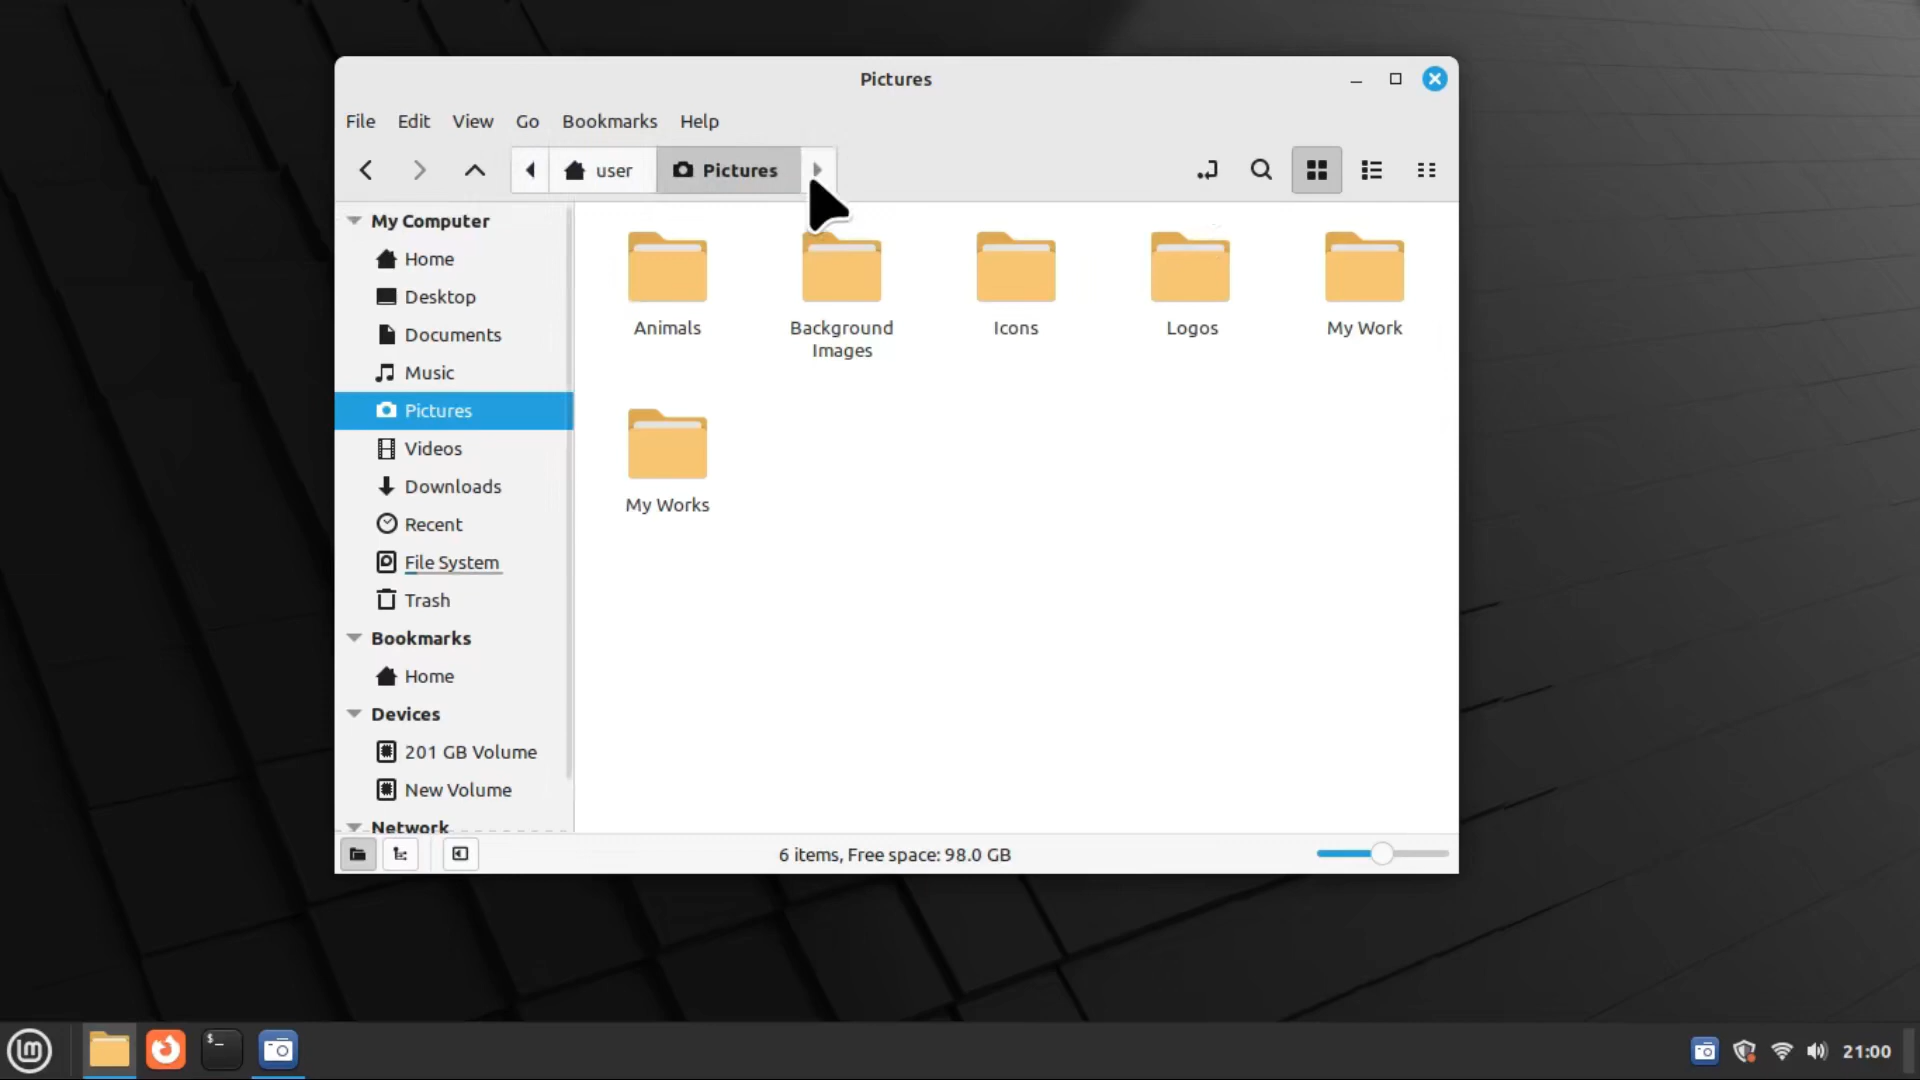 Pictures
File Edit View Go Bookmarks Help
user Pictures
My Computer
Home
Desktop
Documents
Music
Pictures
Videos
Downloads
Recent
File System
Trash
Bookmarks
Home
Devices
201 GB Volume
New Volume
Network
Animals
Background
Images
Icons
Logos
My Work
My Works
6 items, Free space: 98.0 GB
$_
21:00